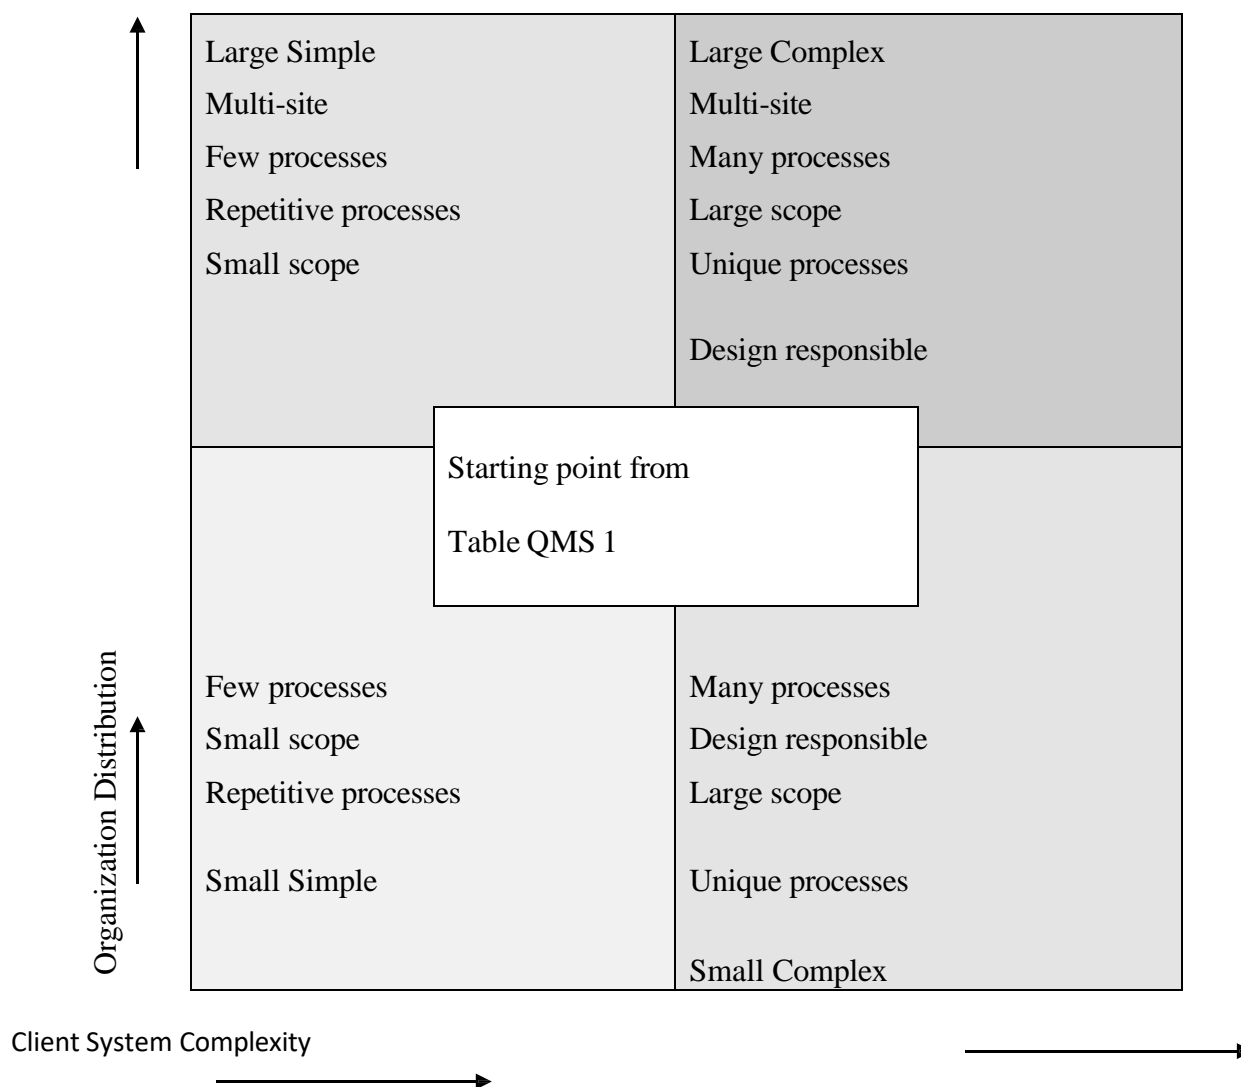 Large Simple
Multi-site
Few processes
Repetitive processes
Small scope
Large Complex
Multi-site
Many processes
Large scope
Unique processes
Design responsible
Starting point from
Table QMS 1
Few processes
Small scope
Repetitive processes
Small Simple
Many processes
Design responsible
Large scope
Unique processes
Small Complex
Organization Distribution
Client System Complexity